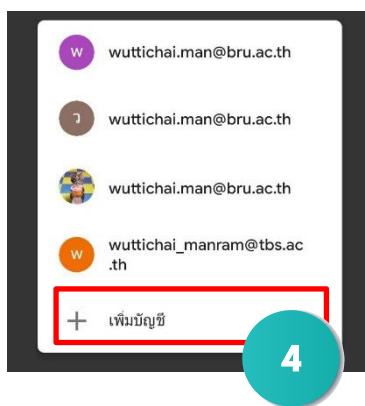 W wuttichai.man@bru.ac.th
ว wuttichai.man@bru.ac.th
wuttichai.man@bru.ac.th
W wuttichai_manram@tbs.ac
.th
+ เพิ่มบัญชี
4